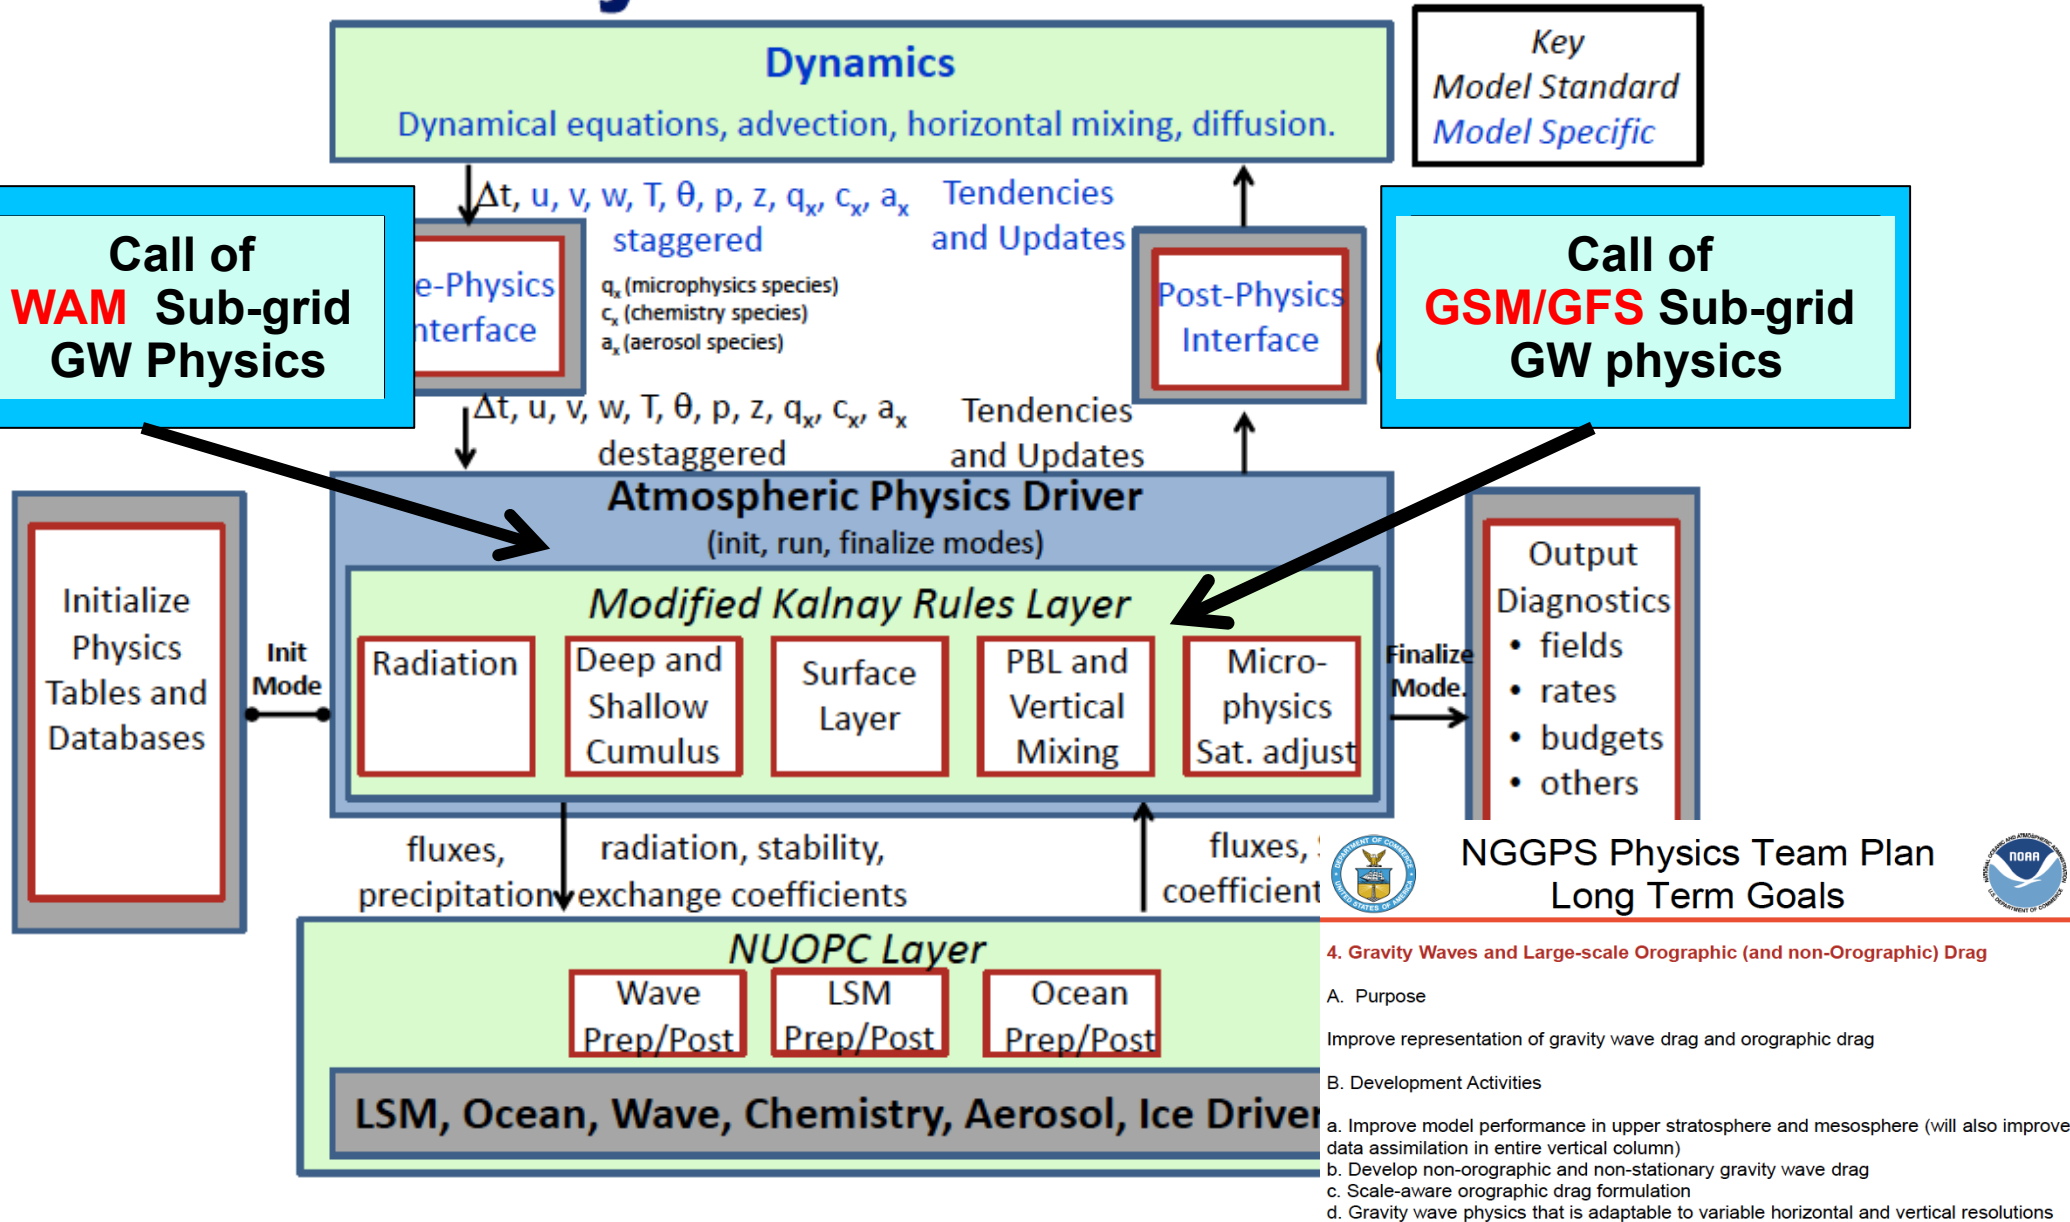 Dynamics
Dynamical equations, advection, horizontal mixing, diffusion.
Key
Model Standard
Model Specific
Δt, u, v, w, T, θ, p, z, qx, cx, ax
staggered
Tendencies
and Updates
Call of
WAM Sub-grid
GW Physics
e-Physics
nterface
qx (microphysics species)
cx (chemistry species)
ax (aerosol species)
Post-Physics
Interface
Call of
GSM/GFS Sub-grid
GW physics
Δt, u, v, w, T, θ, p, z, qx, cx, ax
destaggered
Tendencies
and Updates
Atmospheric Physics Driver
(init, run, finalize modes)
Modified Kalnay Rules Layer
Initialize
Physics
Tables and
Databases
Init
Mode
Radiation
Deep and
Shallow
Cumulus
Surface
Layer
PBL and
Vertical
Mixing
Micro-
physics
Sat. adjust
Finalize
Mode.
Output
Diagnostics
• fields
• rates
• budgets
• others
fluxes,
precipitation
radiation, stability,
exchange coefficients
fluxes,
coefficient
NUOPC Layer
Wave
Prep/Post
LSM
Prep/Post
Ocean
Prep/Post
LSM, Ocean, Wave, Chemistry, Aerosol, Ice Driver
DEPARTMENT OF COMMERCE
UNITED STATES OF AMERICA
NGGPS Physics Team Plan
Long Term Goals
NOAA
4. Gravity Waves and Large-scale Orographic (and non-Orographic) Drag
A. Purpose
Improve representation of gravity wave drag and orographic drag
B. Development Activities
a. Improve model performance in upper stratosphere and mesosphere (will also improve
data assimilation in entire vertical column)
b. Develop non-orographic and non-stationary gravity wave drag
c. Scale-aware orographic drag formulation
d. Gravity wave physics that is adaptable to variable horizontal and vertical resolutions